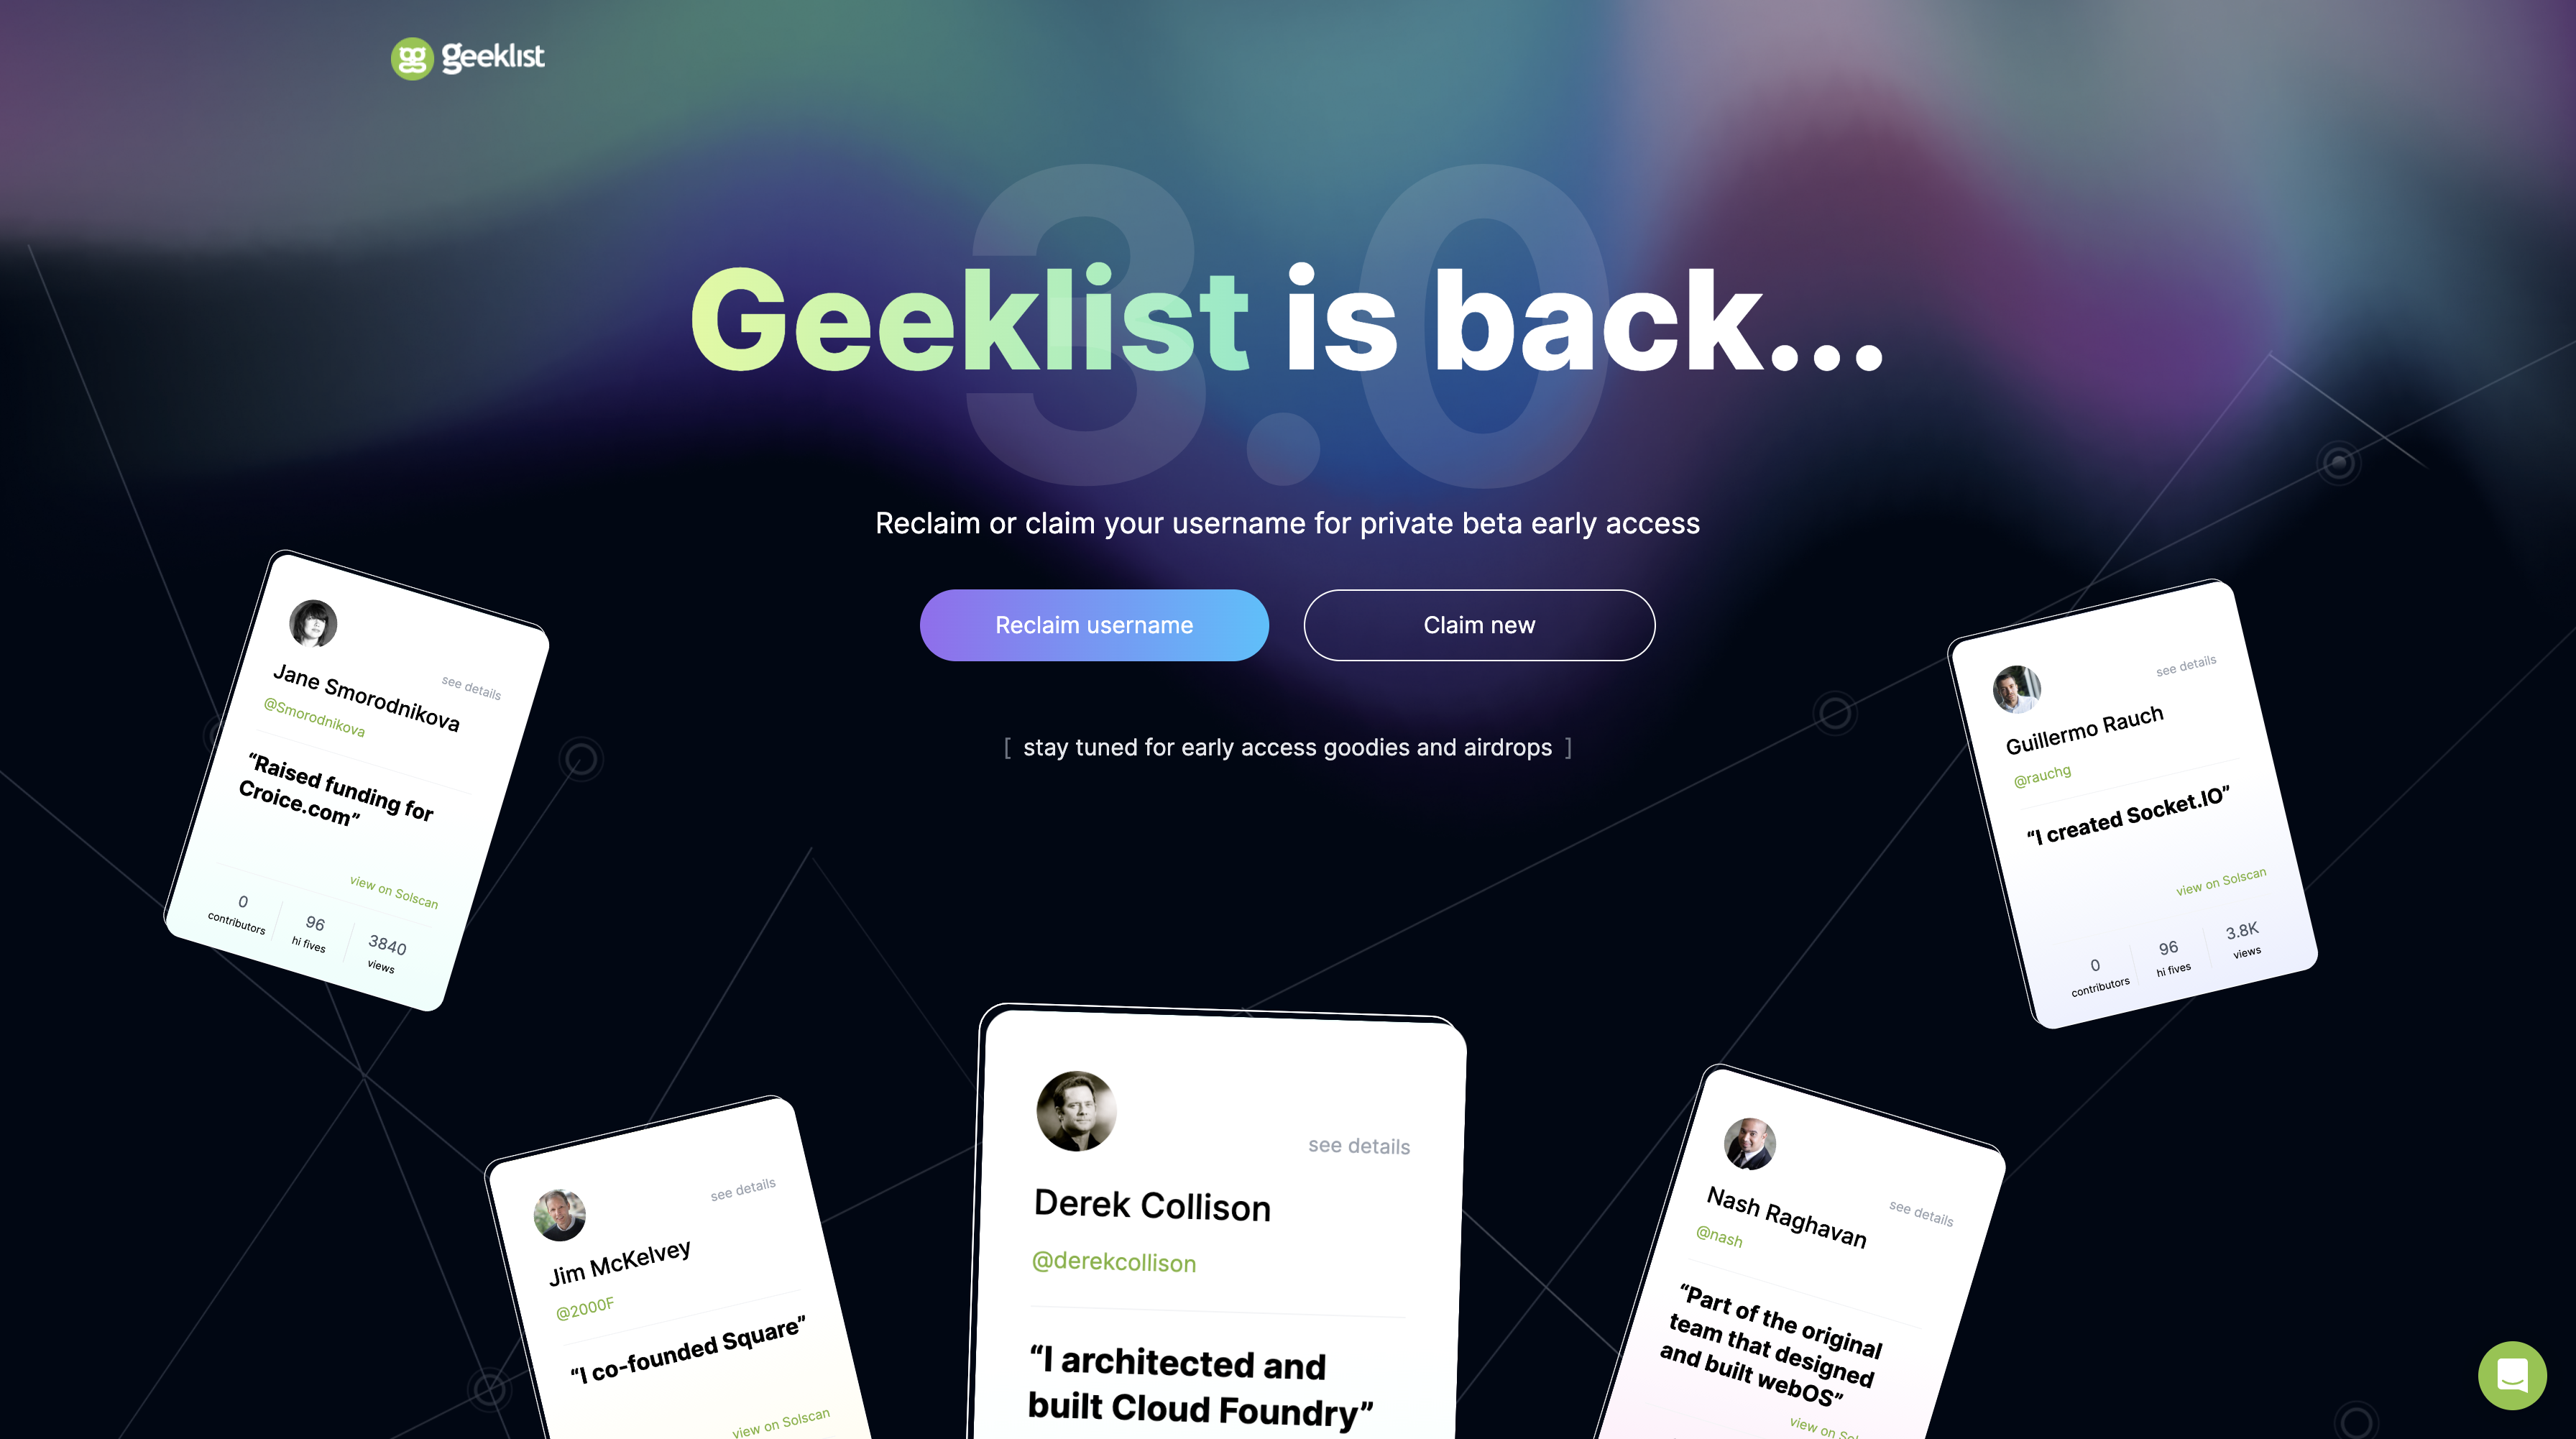 geeklist
3.0
Geeklist is back...
Reclaim or claim your username for private beta early access
Reclaim username
Claim new
[ stay tuned for early access goodies and airdrops ]
see details
Jane Smorodnikova
@Smorodnikova
“Raised funding for
Croice.com”
view on Solscan
0
contributors
96
hi fives
3840
views
see details
Guillermo Rauch
@rauchg
“I created Socket.IO”
view on Solscan
0
contributors
96
hi fives
3.8K
views
see details
Jim McKelvey
@2000F
“I co-founded Square”
view on Solscan
see details
Derek Collison
@derekcollison
“I architected and
built Cloud Foundry”
see details
Nash Raghavan
@nash
“Part of the original
team that designed
and built webOS”
view on Sol